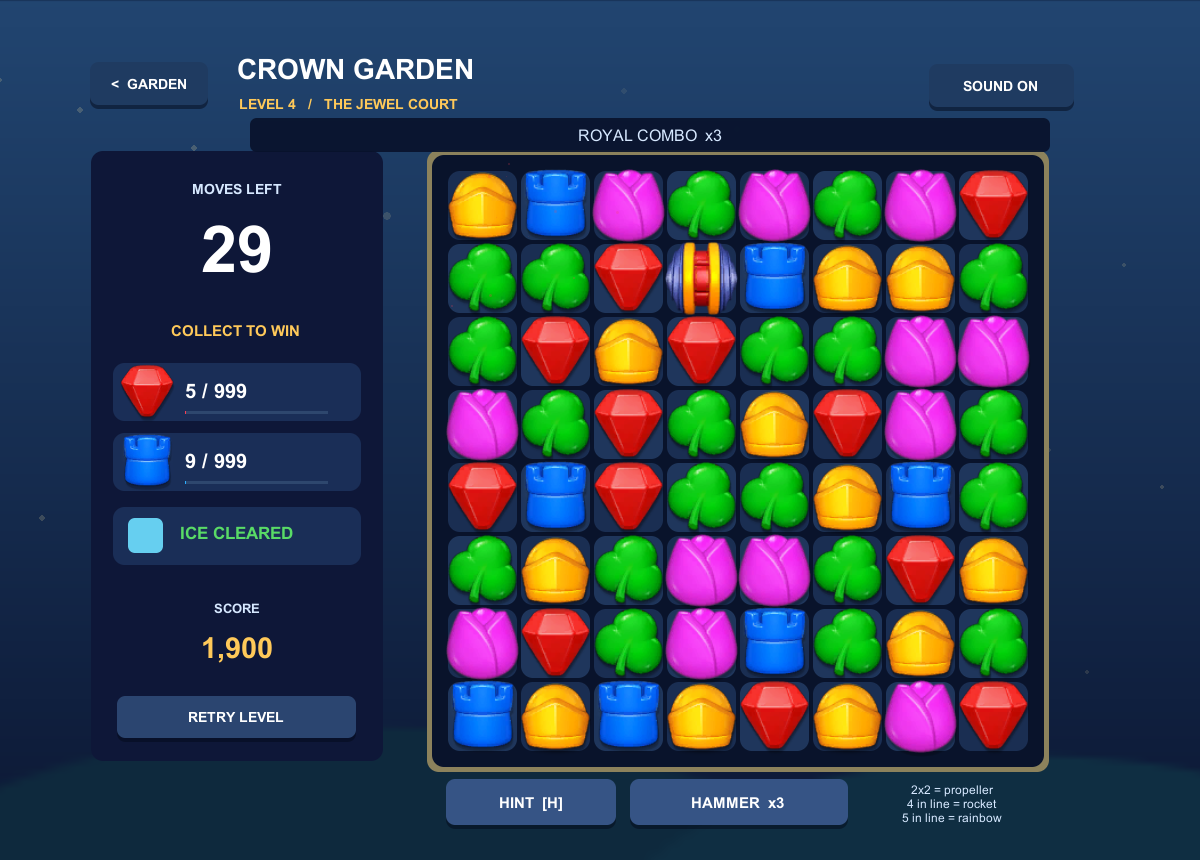 < GARDEN
CROWN GARDEN
LEVEL 4 / THE JEWEL COURT
SOUND ON
ROYAL COMBO x3
MOVES LEFT
29
COLLECT TO WIN
5 / 999
9 / 999
ICE CLEARED
SCORE
1,900
RETRY LEVEL
HINT [H]
HAMMER x3
2x2 = propeller
4 in line = rocket
5 in line = rainbow